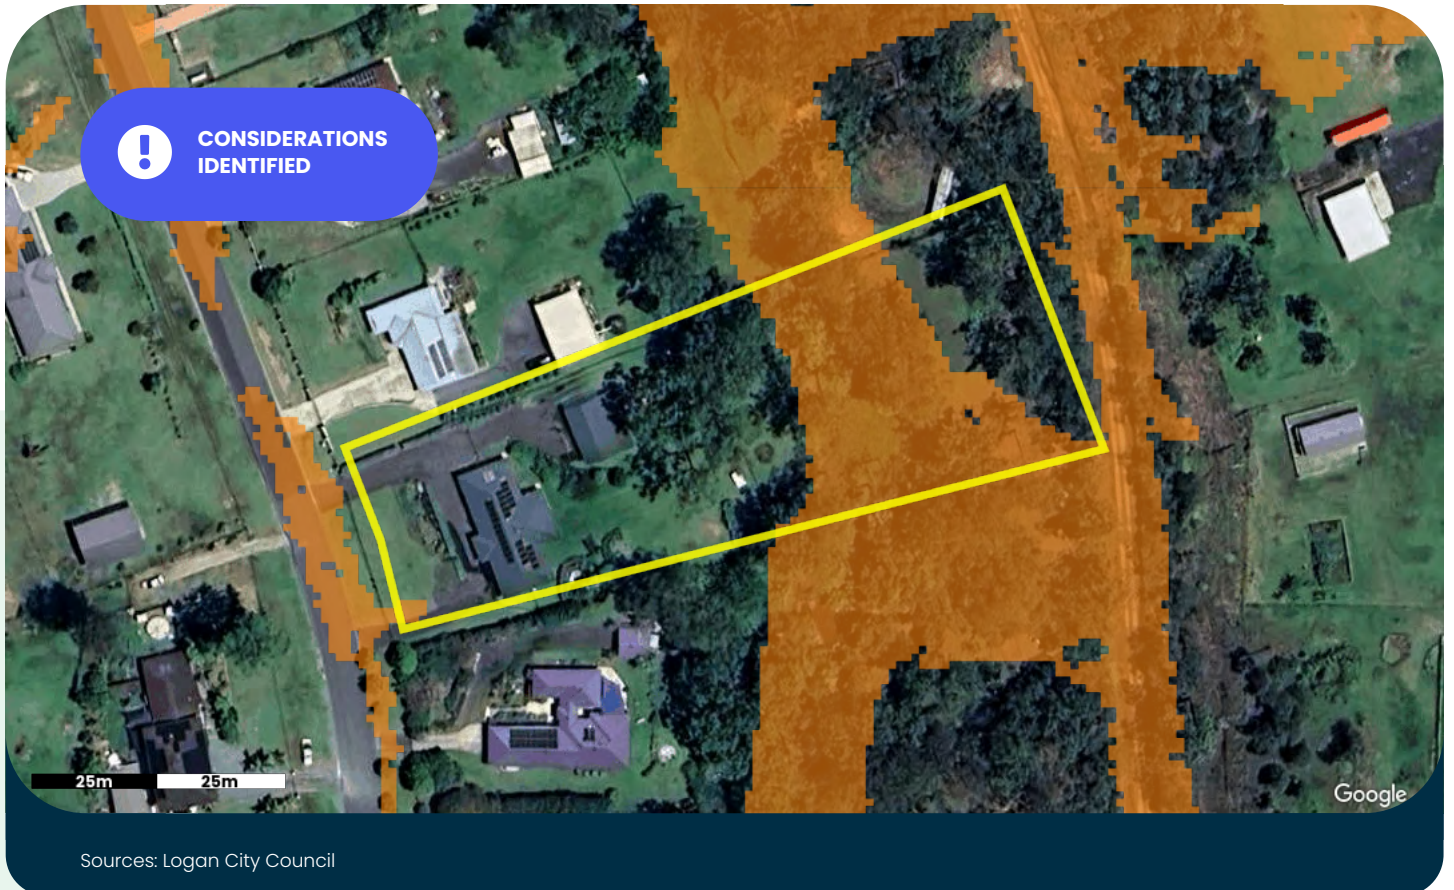 CONSIDERATIONS
IDENTIFIED
25m 25m
Google
Sources: Logan City Council